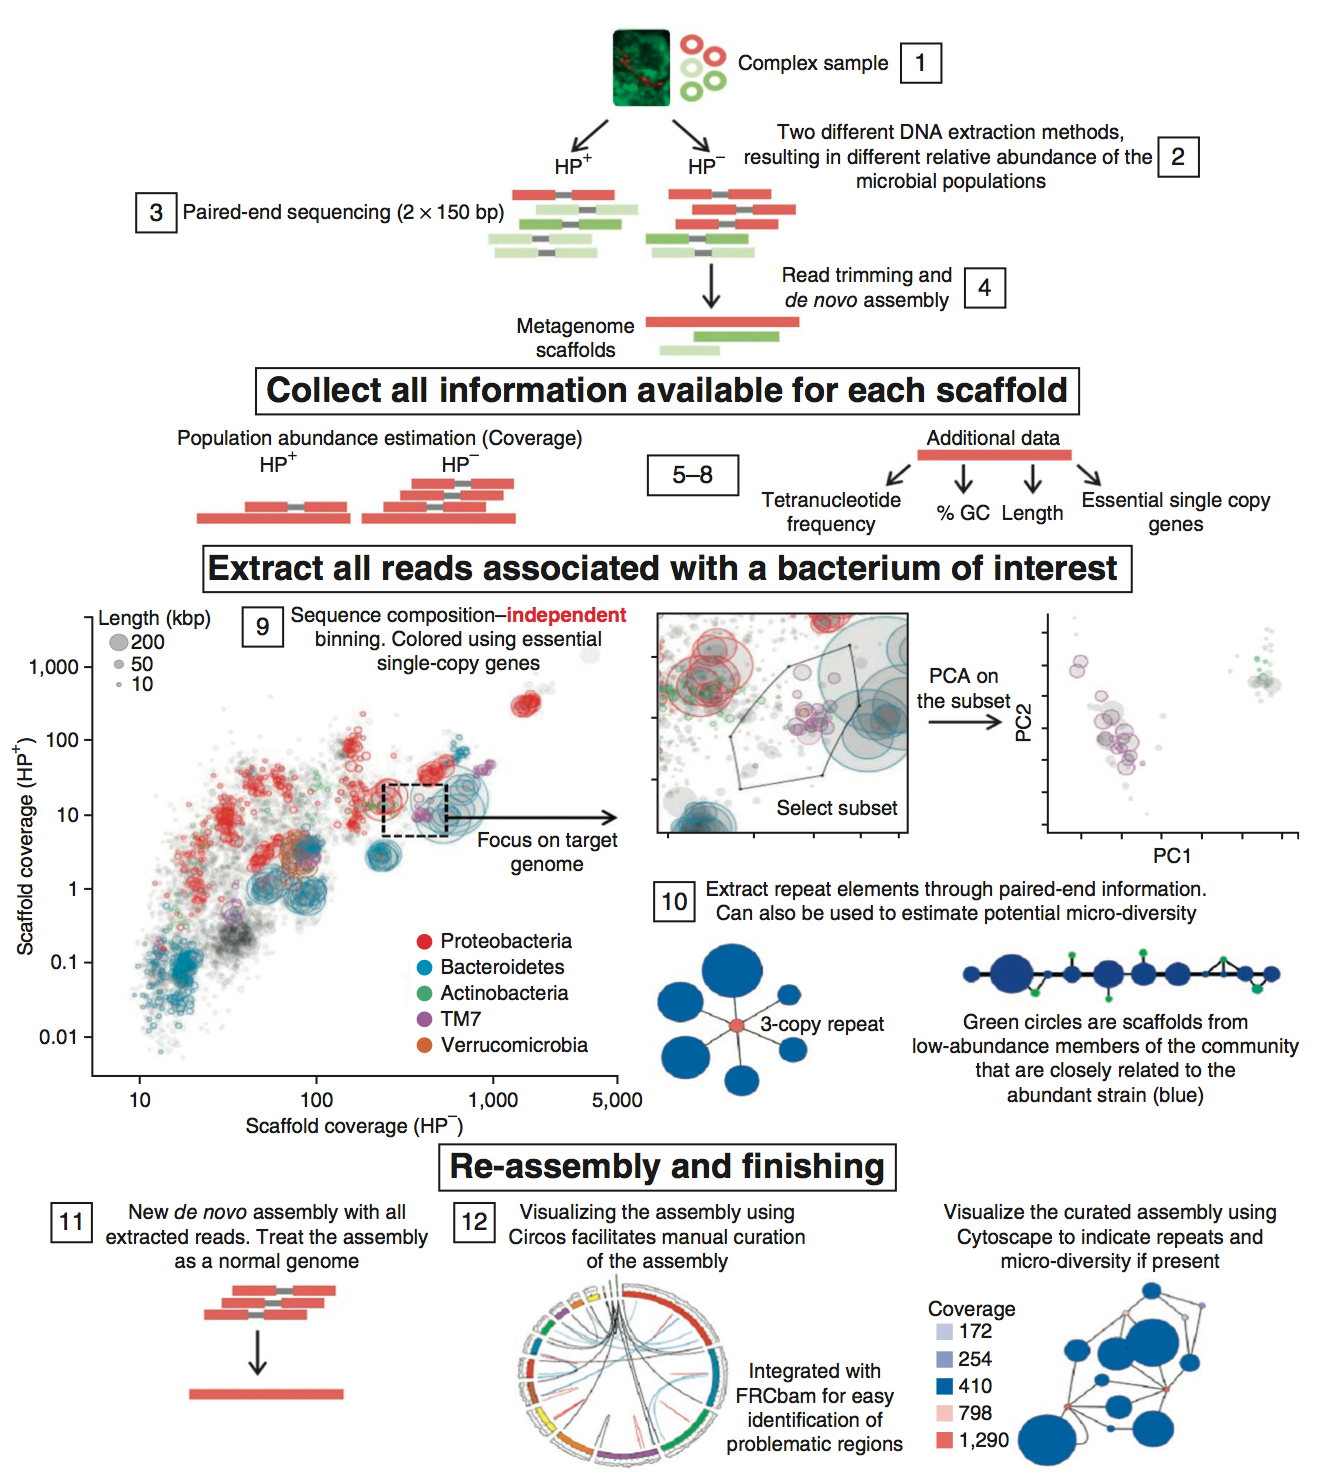 Complex sample
1
Two different DNA extraction methods,
resulting in different relative abundance of the
microbial populations
2
HP+
HP−
3
Paired-end sequencing (2 × 150 bp)
Read trimming and
de novo assembly
4
Metagenome
scaffolds
Collect all information available for each scaffold
Population abundance estimation (Coverage)
HP+
HP−
5–8
Additional data
Tetranucleotide
frequency
% GC
Length
Essential single copy
genes
Extract all reads associated with a bacterium of interest
Length (kbp)
200
50
10
9
Sequence composition–independent
binning. Colored using essential
single-copy genes
Scaffold coverage (HP+)
1,000
100
10
1
0.1
0.01
Focus on target
genome
Proteobacteria
Bacteroidetes
Actinobacteria
TM7
Verrucomicrobia
10
100
1,000
5,000
Scaffold coverage (HP−)
Select subset
PCA on
the subset
PC2
PC1
10
Extract repeat elements through paired-end information.
Can also be used to estimate potential micro-diversity
3-copy repeat
Green circles are scaffolds from
low-abundance members of the community
that are closely related to the
abundant strain (blue)
Re-assembly and finishing
11
New de novo assembly with all
extracted reads. Treat the assembly
as a normal genome
12
Visualizing the assembly using
Circos facilitates manual curation
of the assembly
Integrated with
FRCbam for easy
identification of
problematic regions
Visualize the curated assembly using
Cytoscape to indicate repeats and
micro-diversity if present
Coverage
172
254
410
798
1,290